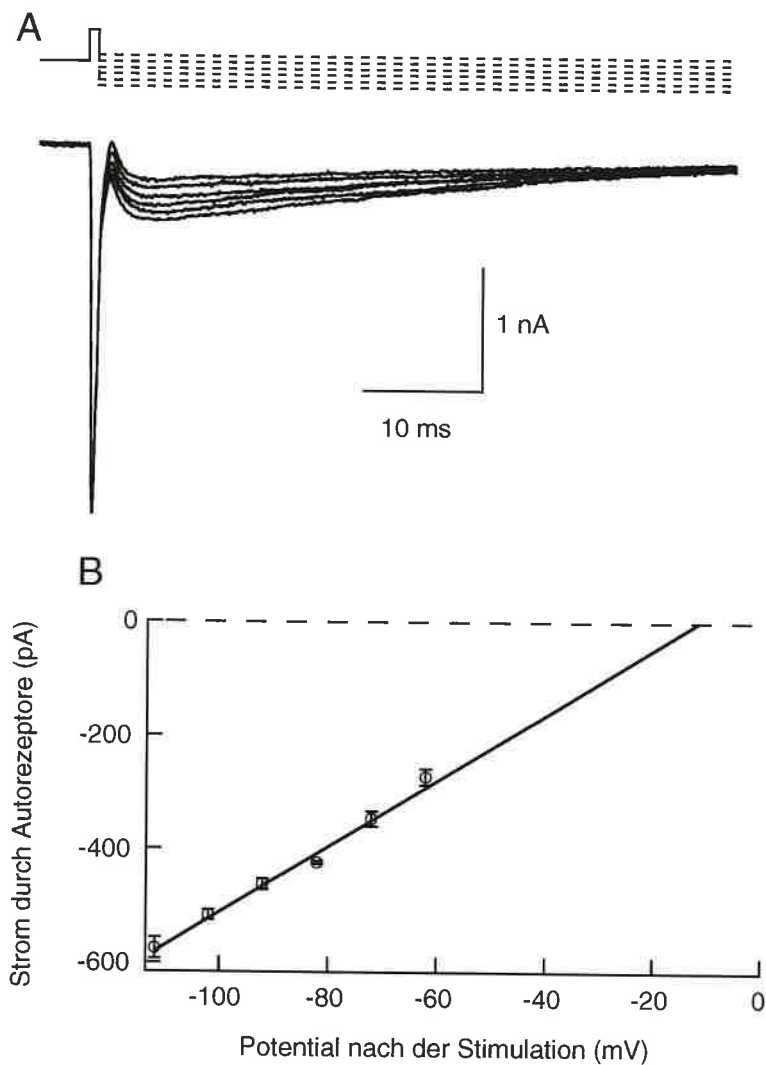 A
1 nA
10 ms
B
0
-200
-400
-600
-100
-80
-60
-40
-20
0
Strom durch Autorezeptore (pA)
Potential nach der Stimulation (mV)